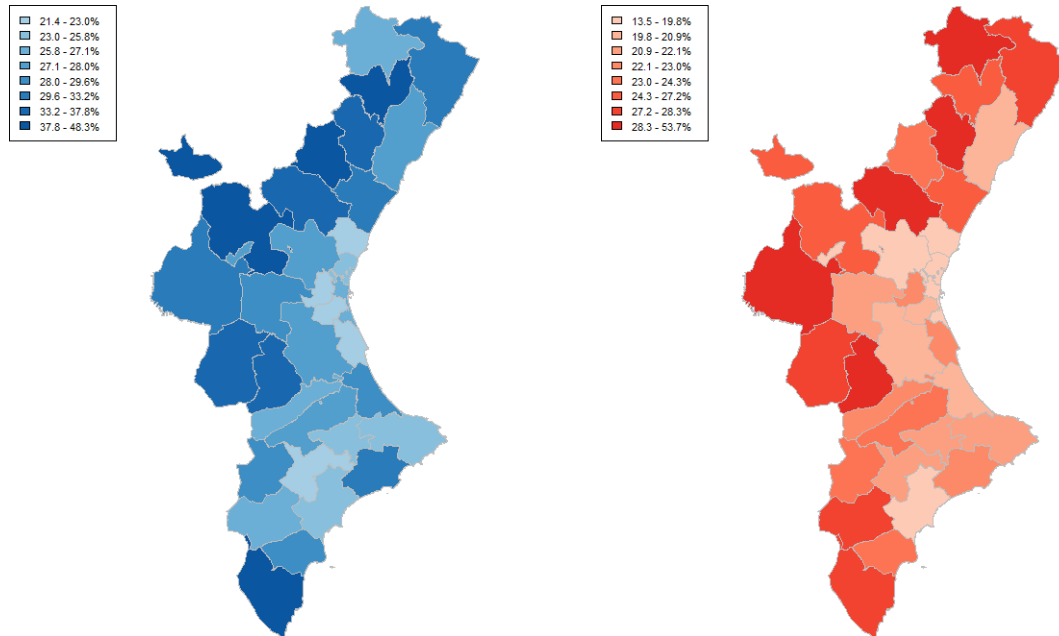 21.4 - 23.0%
23.0 - 25.8%
25.8 - 27.1%
27.1 - 28.0%
28.0 - 29.6%
29.6 - 33.2%
33.2 - 37.8%
37.8 - 48.3%
13.5 - 19.8%
19.8 - 20.9%
20.9 - 22.1%
22.1 - 23.0%
23.0 - 24.3%
24.3 - 27.2%
27.2 - 28.3%
28.3 - 53.7%